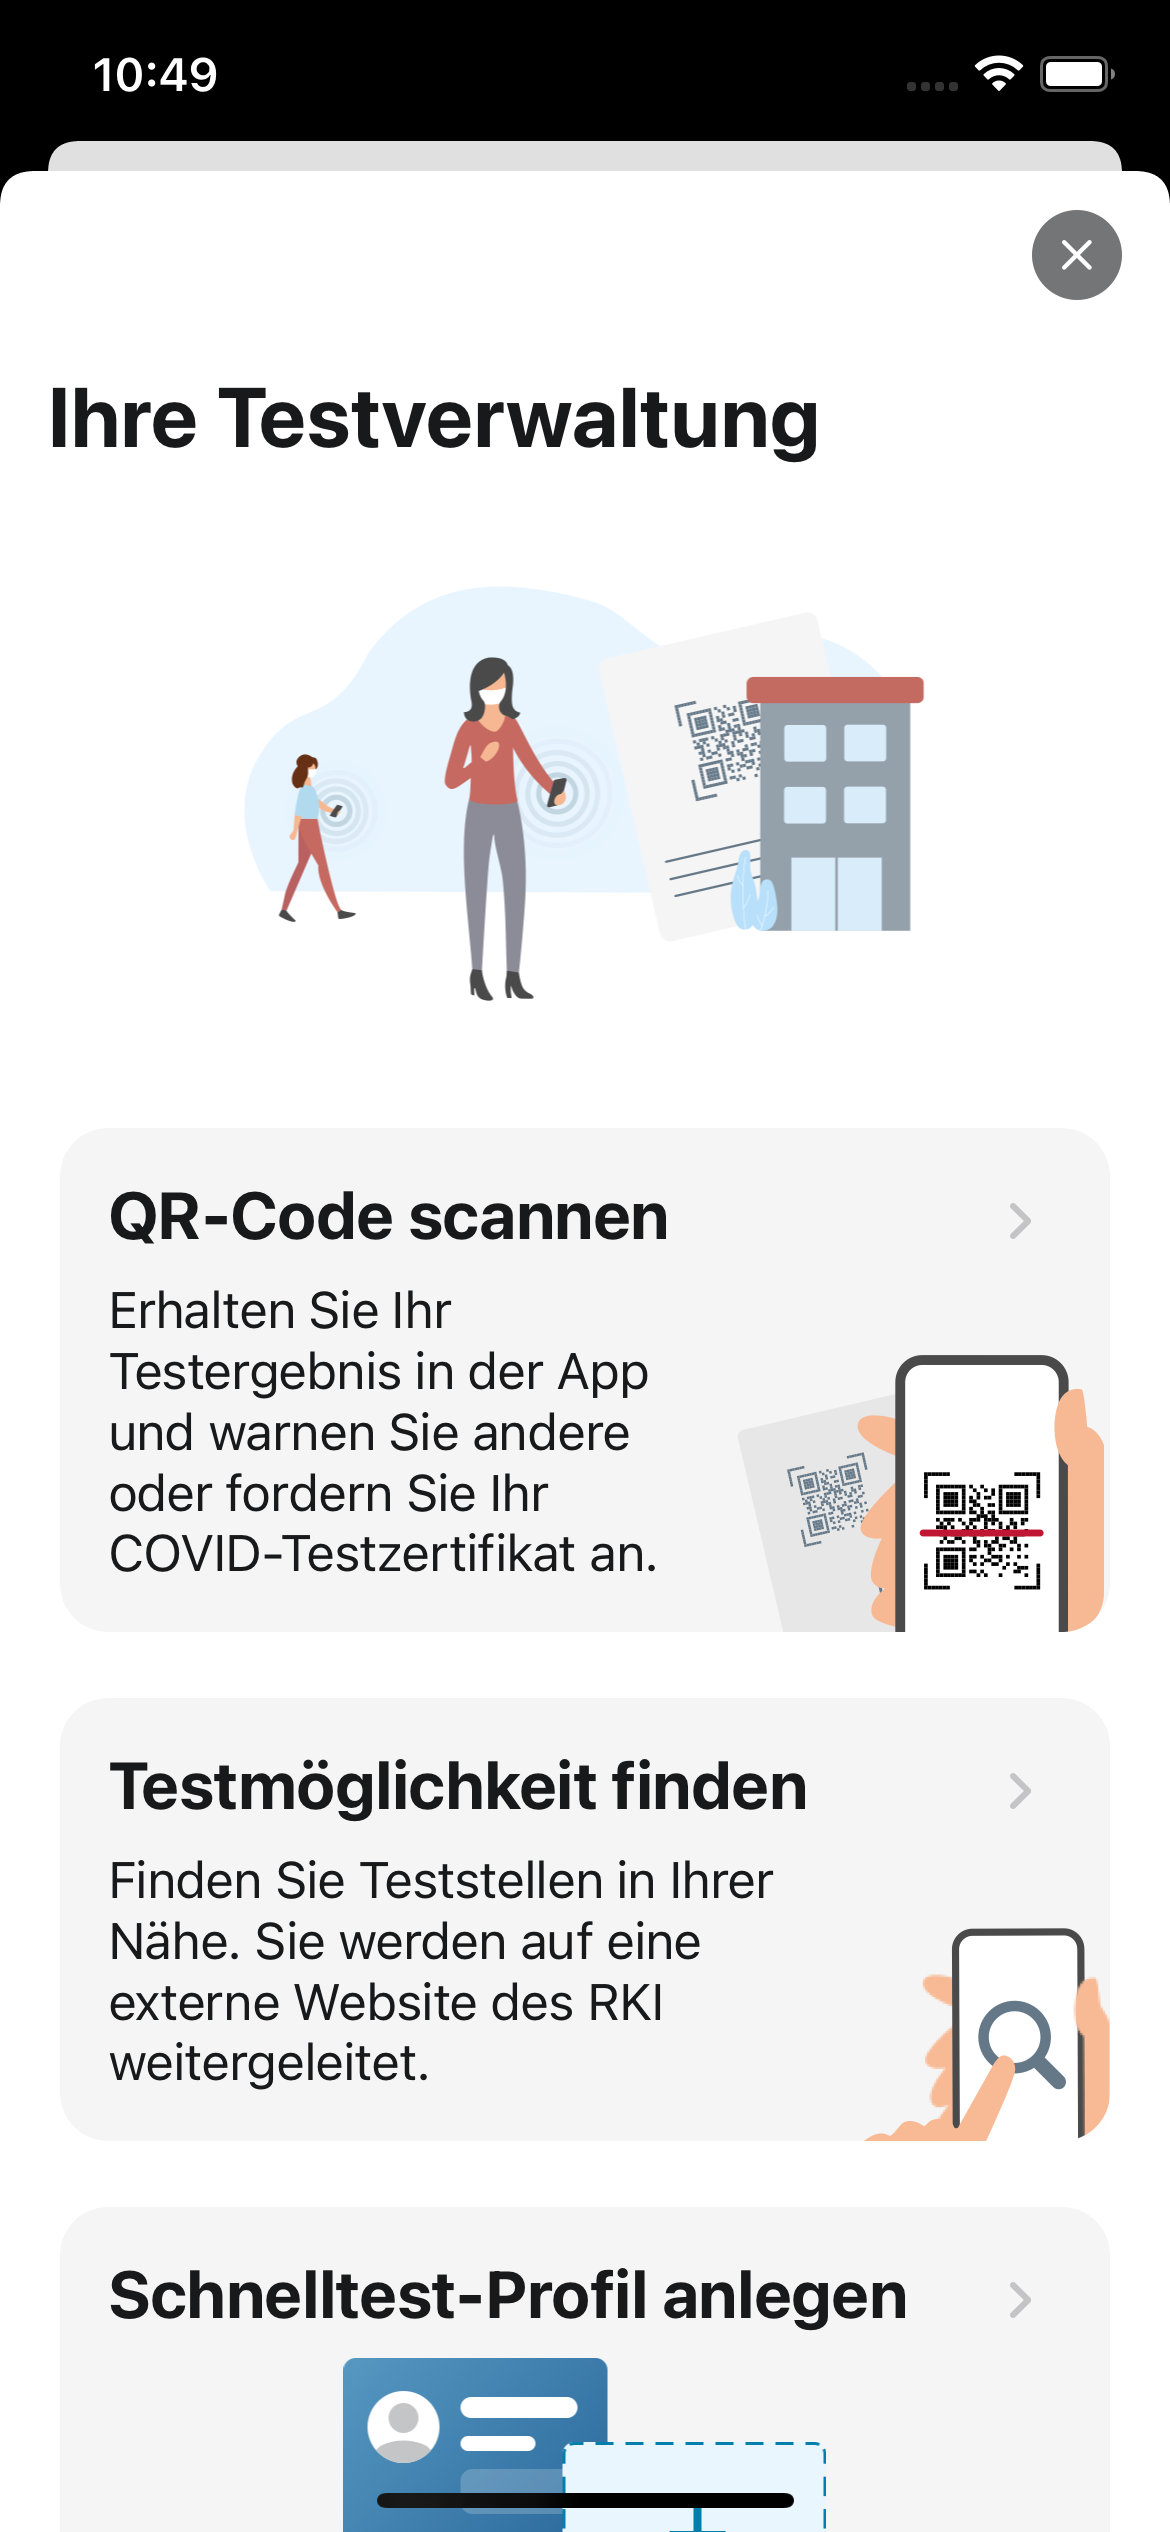 10:49
Ihre Testverwaltung
QR-Code scannen
Erhalten Sie Ihr
Testergebnis in der App
und warnen Sie andere
oder fordern Sie Ihr
COVID-Testzertifikat an.
Testmöglichkeit finden
Finden Sie Teststellen in Ihrer
Nähe. Sie werden auf eine
externe Website des RKI
weitergeleitet.
Schnelltest-Profil anlegen